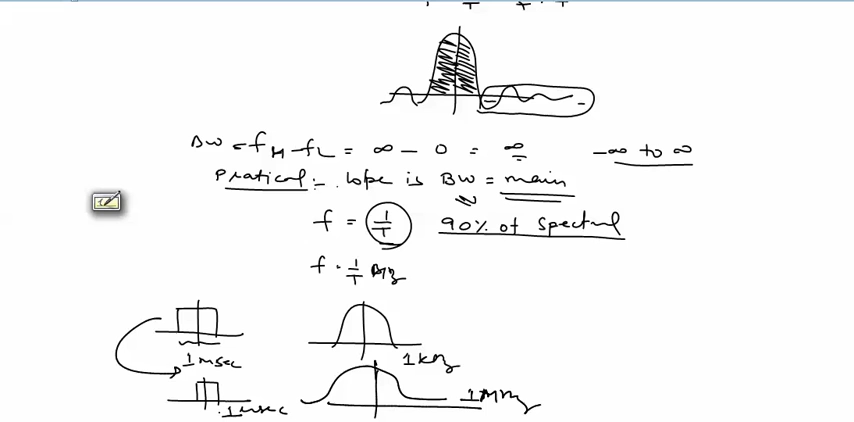 BW = fH - fL = ∞ - 0 = ∞   -∞ to ∞
Pratical :- lobe is BW = main
f = 1/T   90% of Spectral
f . 1/T Hz
1 msec   1 kHz
1 µsec   1 MHz